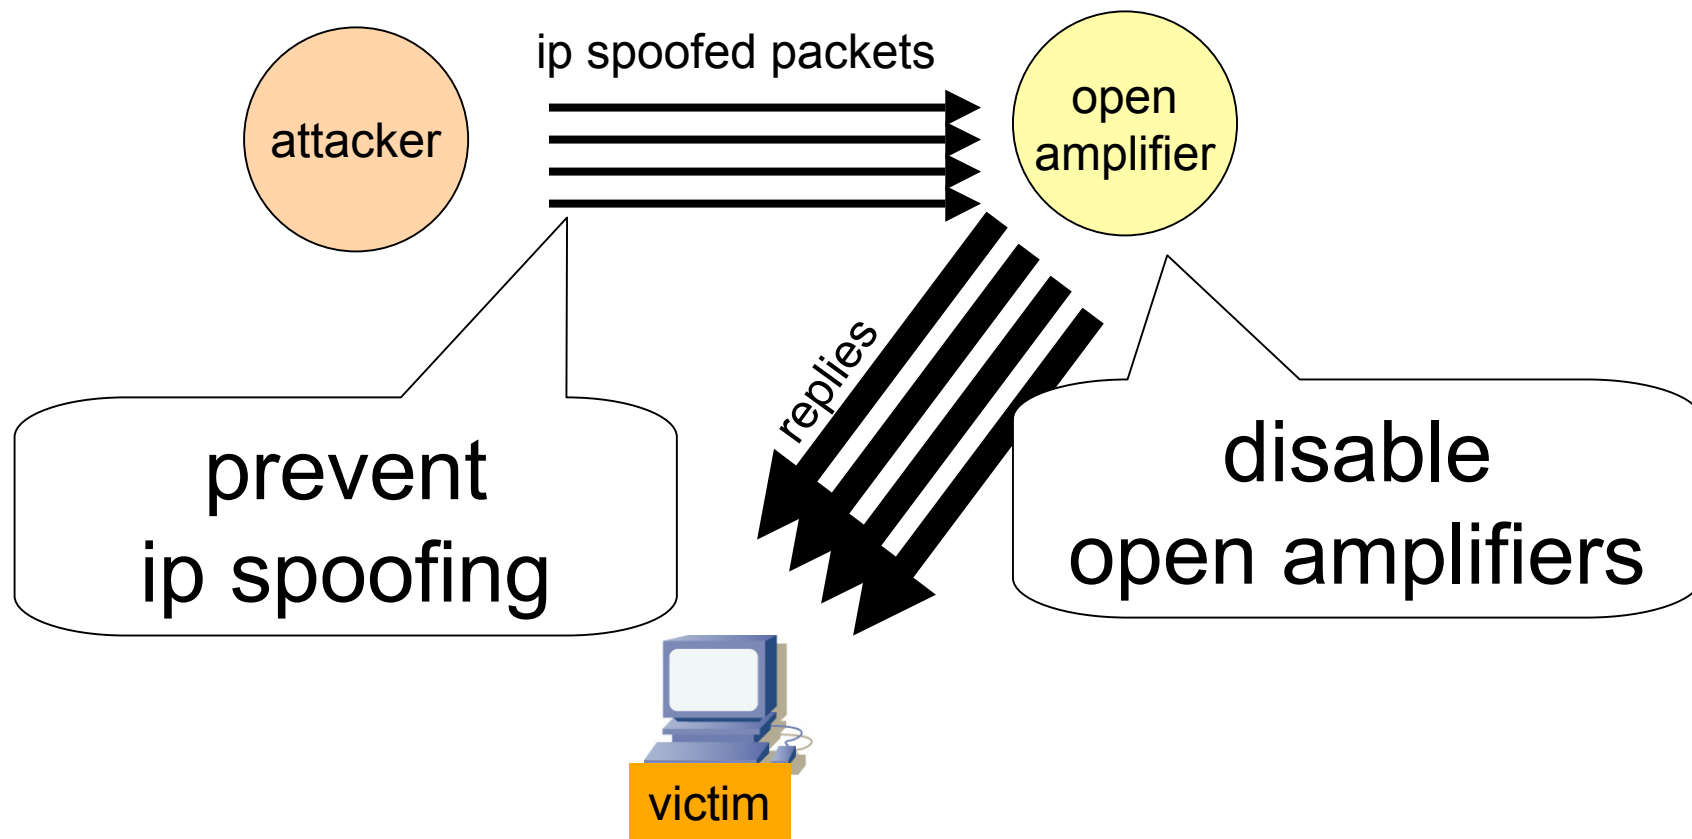 ip spoofed packets
attacker
open
amplifier
replies
prevent
ip spoofing
disable
open amplifiers
victim